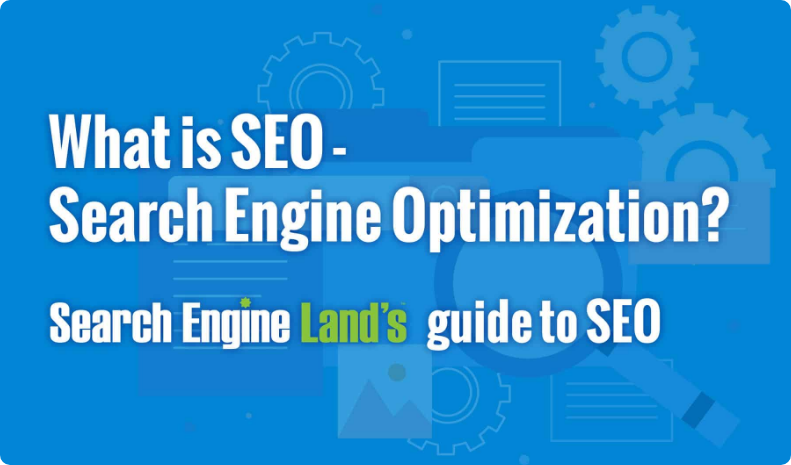 What is SEO -
Search Engine Optimization?
Search Engine Land's guide to SEO